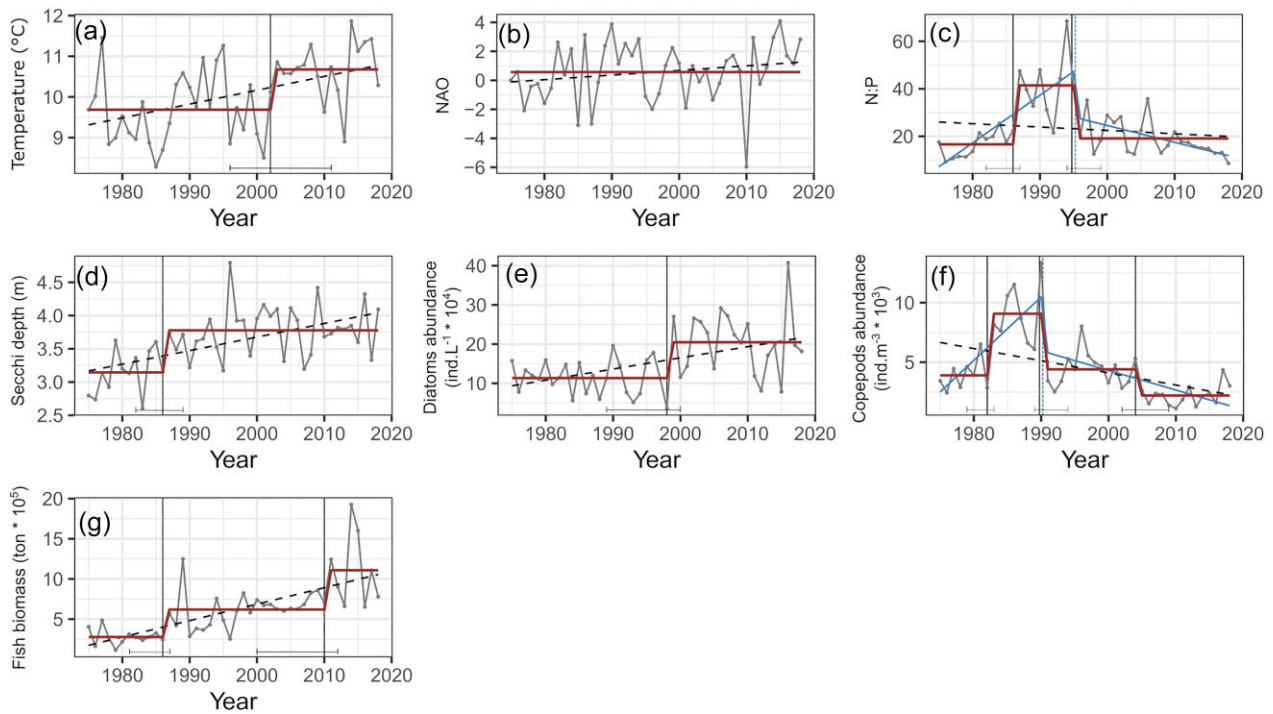 (a)
Temperature (°C)
12
11
10
9
1980 1990 2000 2010 2020
Year
(b)
NAO
4
2
0
−2
−4
−6
1980 1990 2000 2010 2020
Year
(c)
N:P
60
40
20
0
1980 1990 2000 2010 2020
Year
(d)
Secchi depth (m)
4.5
4.0
3.5
3.0
2.5
1980 1990 2000 2010 2020
Year
(e)
Diatoms abundance
(ind.L⁻¹ * 10⁴)
40
30
20
10
1980 1990 2000 2010 2020
Year
(f)
Copepods abundance
(ind.m⁻³ * 10³)
10
5
0
1980 1990 2000 2010 2020
Year
(g)
Fish biomass (ton * 10⁵)
20
15
10
5
1980 1990 2000 2010 2020
Year